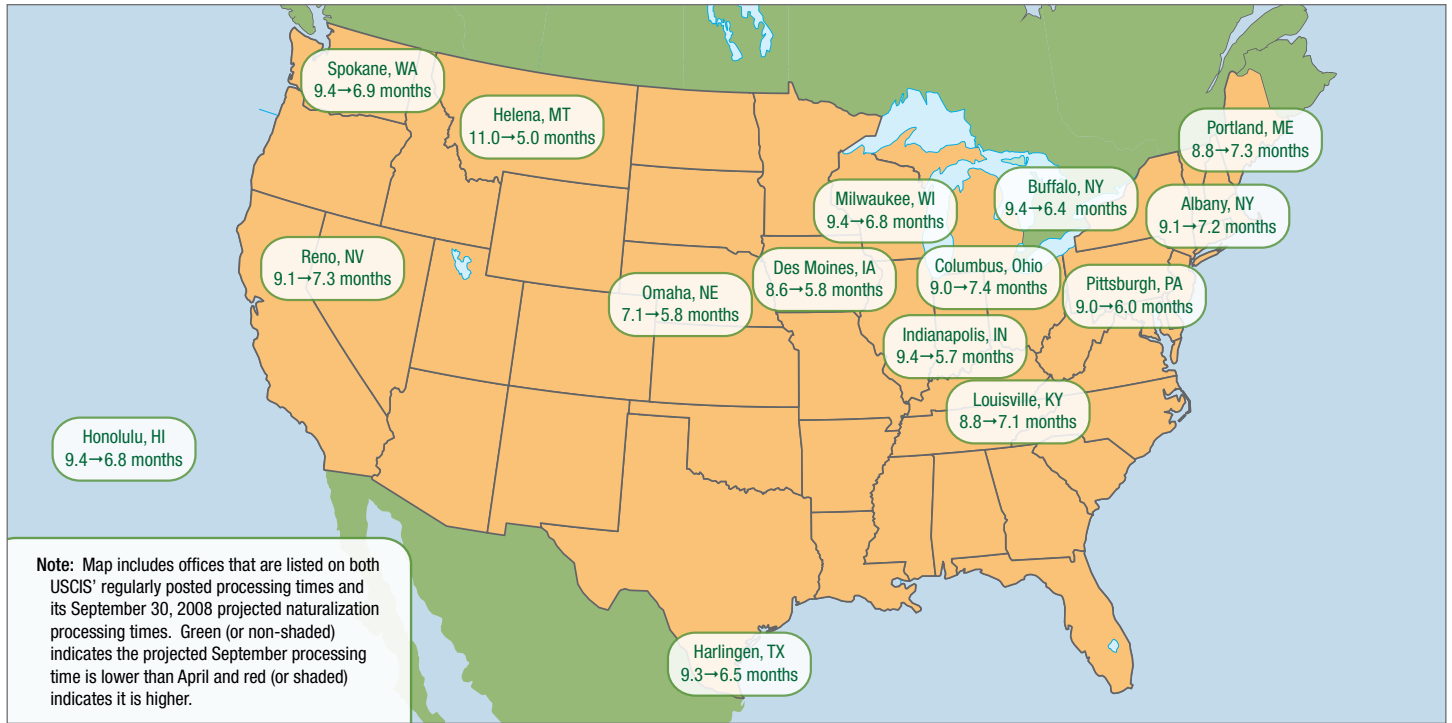 Spokane, WA
9.4→6.9 months
Helena, MT
11.0→5.0 months
Portland, ME
8.8→7.3 months
Milwaukee, WI
9.4→6.8 months
Buffalo, NY
9.4→6.4 months
Albany, NY
9.1→7.2 months
Reno, NV
9.1→7.3 months
Omaha, NE
7.1→5.8 months
Des Moines, IA
8.6→5.8 months
Columbus, Ohio
9.0→7.4 months
Pittsburgh, PA
9.0→6.0 months
Indianapolis, IN
9.4→5.7 months
Louisville, KY
8.8→7.1 months
Honolulu, HI
9.4→6.8 months
Harlingen, TX
9.3→6.5 months
Note: Map includes offices that are listed on both
USCIS’ regularly posted processing times and
its September 30, 2008 projected naturalization
processing times. Green (or non-shaded)
indicates the projected September processing
time is lower than April and red (or shaded)
indicates it is higher.